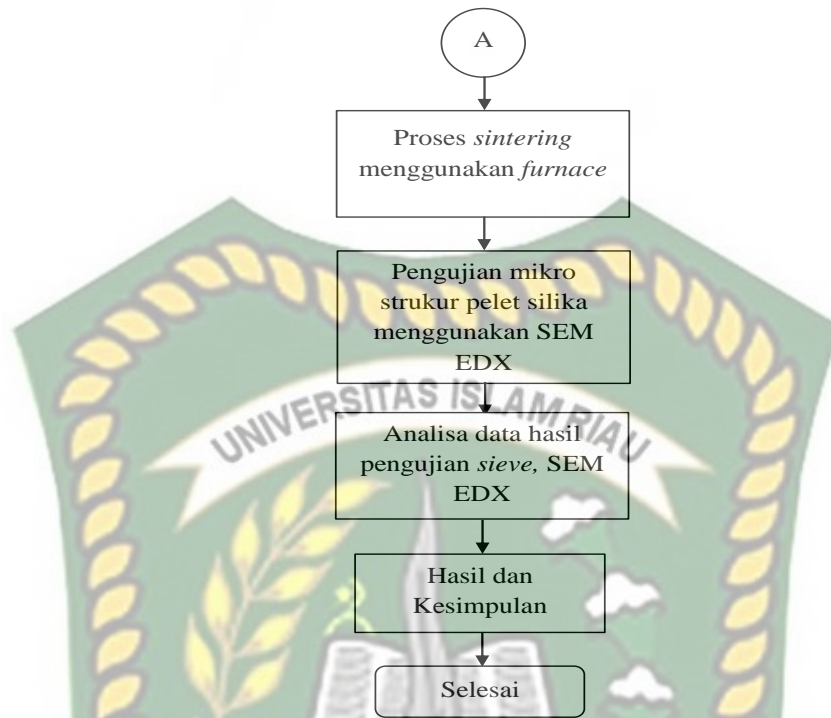 A
Proses sintering
menggunakan furnace
Pengujian mikro
strukur pelet silika
menggunakan SEM
EDX
UNIVERSITAS ISLAM RIAU
Analisa data hasil
pengujian sieve, SEM
EDX
Hasil dan
Kesimpulan
Selesai